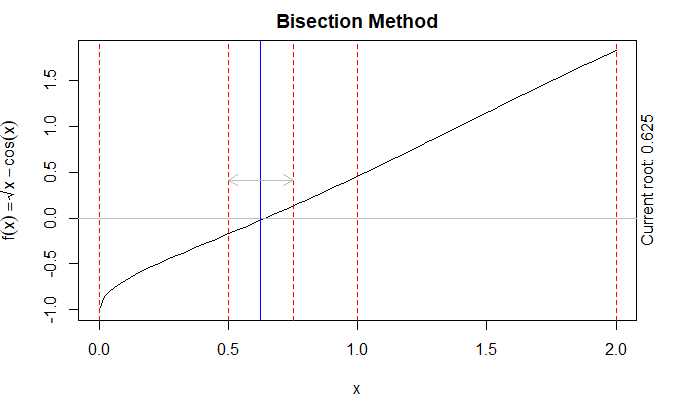 Bisection Method
f(x) = √x − cos(x)
1.5
1.0
0.5
0.0
-0.5
-1.0
0.0 0.5 1.0 1.5 2.0
x
Current root: 0.625